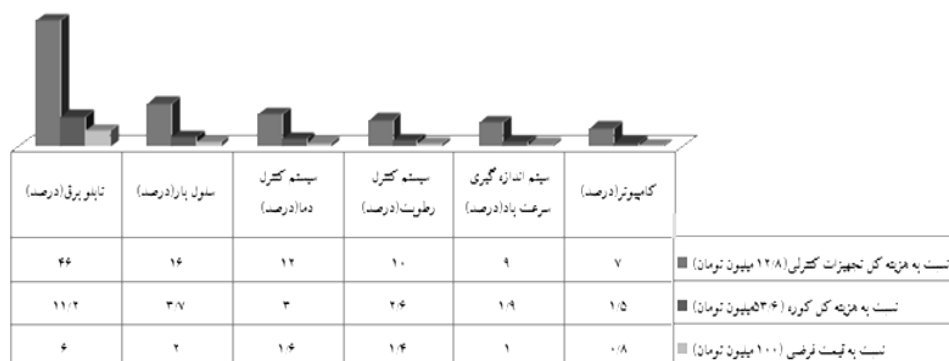 تابلو برق(درصد)
سلول بار(درصد)
سیستم کنترل
دما(درصد)
سیستم کنترل
رطوبت(درصد)
سیتم اندازه گیری
سرعت باد(درصد)
کامپیوتر(درصد)
نسبت به هزینه کل تجهیزات کنترلی(۱۲/۸ میلیون تومان)
۴۶ ۱۶ ۱۲ ۱۰ ۹ ۷
نسبت به هزینه کل کوره (۵۳/۶میلیون تومان)
۱۱/۲ ۳/۷ ۳ ۲/۶ ۱/۹ ۱/۵
نسبت به قیمت فرضی (۱۰۰ میلیون تومان)
۶ ۲ ۱/۶ ۱/۴ ۱ ۰/۸